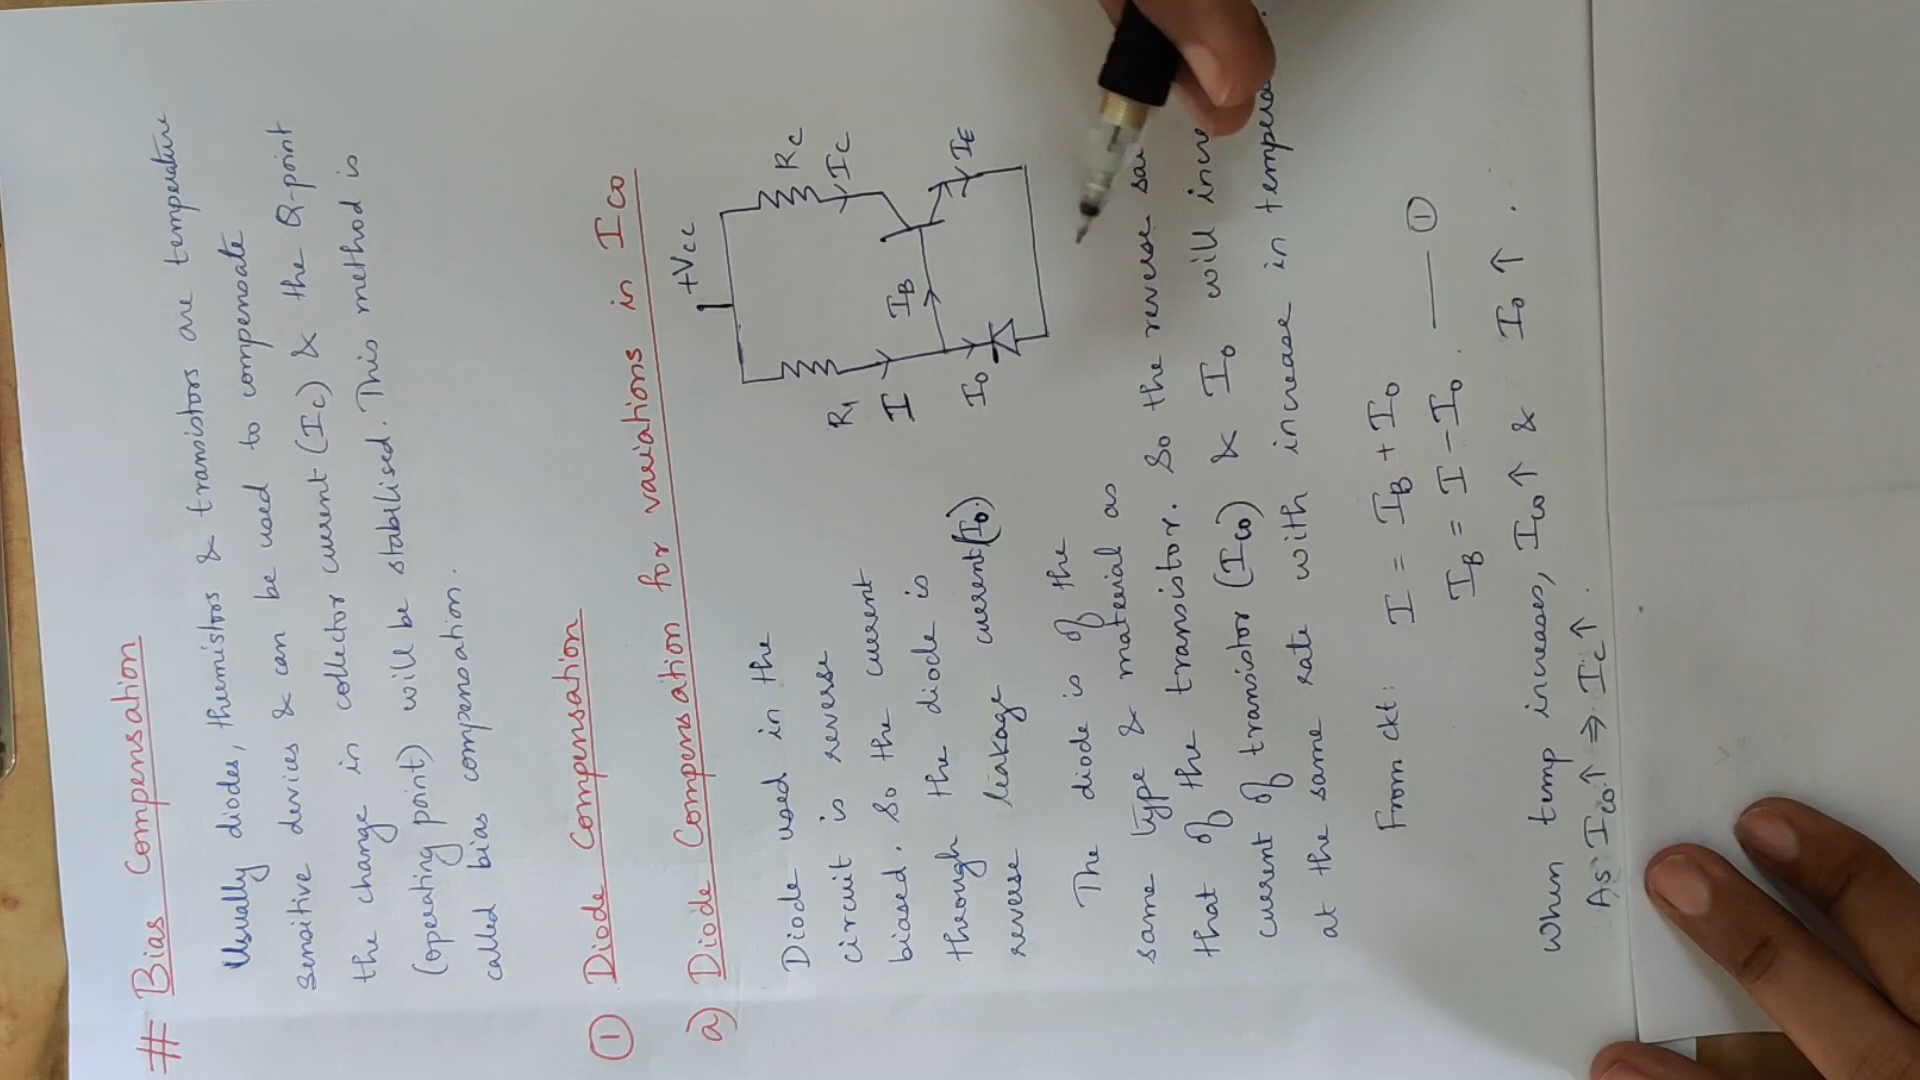 # Bias Compensation
Usually diodes, themistors & transistors are temperature
sensitive devices & can be used to compensate
the change in collector current (Ic) & the Q-point
(operating point) will be stabilised. This method is
called bias compensation.
① Diode Compensation
a) Diode Compensation for variations in Ico
Diode used in the
circuit is reverse
biased. So the current
through the diode is
reverse leakage current (Io).
+Vcc
R1
Rc
I
Ic
IB
Io
IE
The diode is of the
same type & material as
that of the transistor. So the reverse
current of transistor (Ico) & Io will
at the same rate with increase in
From ckt: I = IB + Io
IB = I - Io. —— ①
When temp increases, Ico ↑ & Io ↑.
As Ico↑ ⇒ Ic↑.